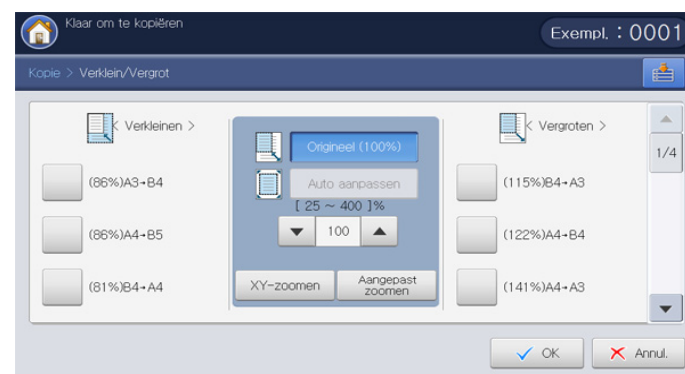 Klaar om te kopiëren
Exempl. : 0001
Kopie > Verklein/Vergrot
< Verkleinen >
(86%)A3→B4
(86%)A4→B5
(81%)B4→A4
Origineel (100%)
Auto aanpassen
[ 25 ~ 400 ]%
100
XY-zoomen
Aangepast
zoomen
< Vergroten >
(115%)B4→A3
(122%)A4→B4
(141%)A4→A3
1/4
OK
Annul.